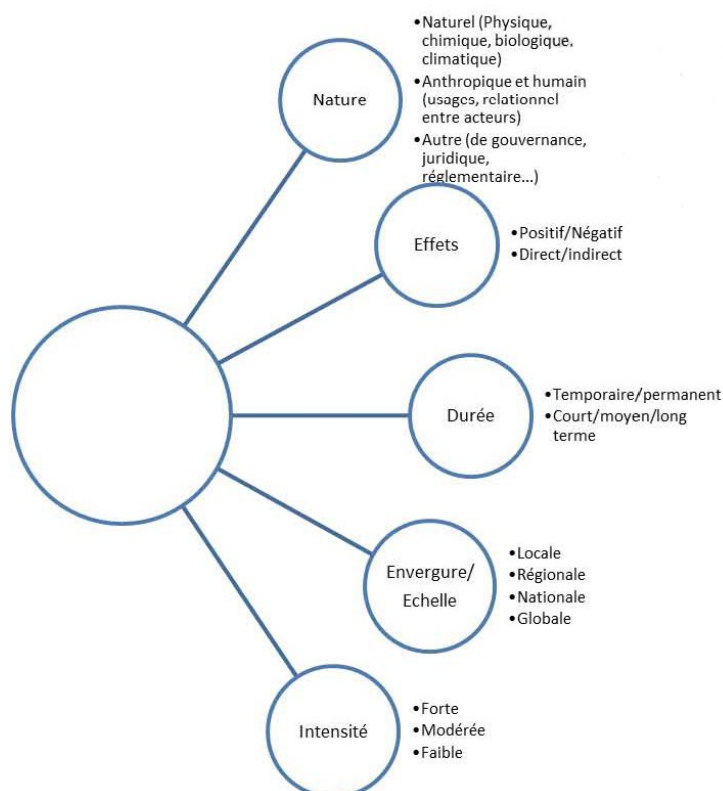 Nature
•Naturel (Physique,
chimique, biologique,
climatique)
•Anthropique et humain
(usages, relationnel
entre acteurs)
•Autre (de gouvernance,
juridique,
réglementaire...)
Effets
•Positif/Négatif
•Direct/indirect
Durée
•Temporaire/permanent
•Court/moyen/long
terme
Envergure/
Echelle
•Locale
•Régionale
•Nationale
•Globale
Intensité
•Forte
•Modérée
•Faible